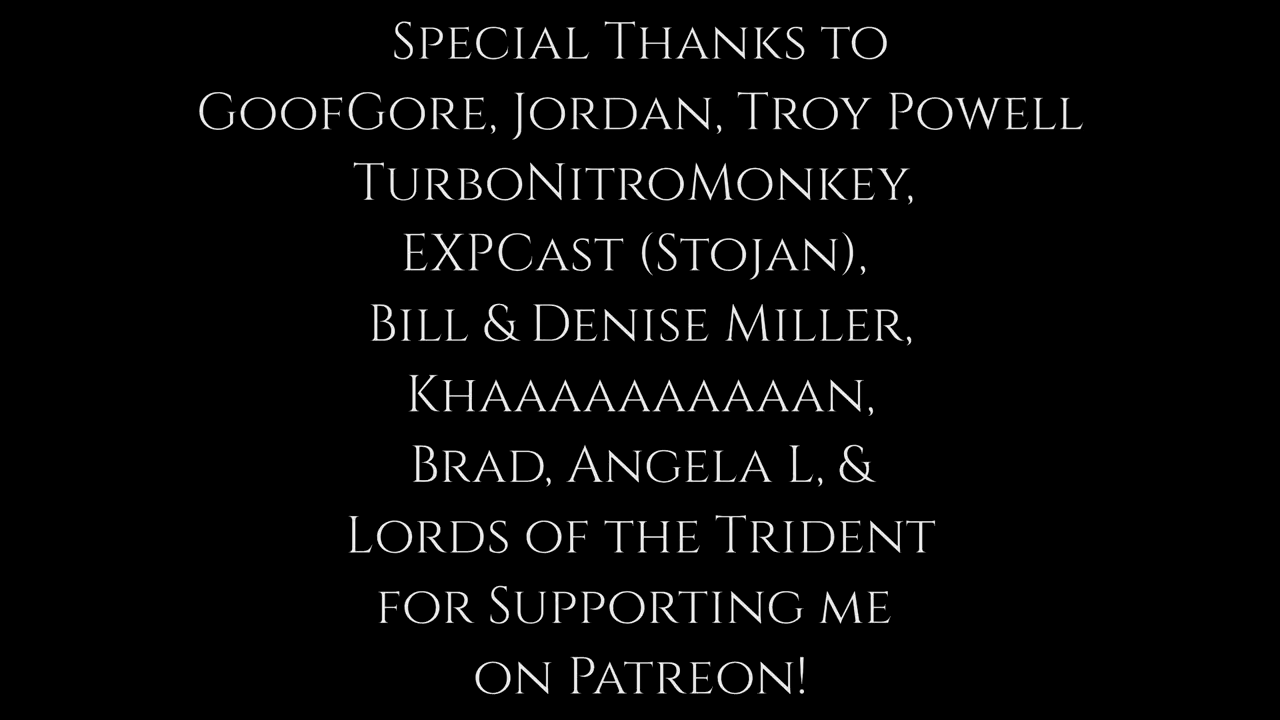 Special Thanks to
GoofGore, Jordan, Troy Powell
TurboNitroMonkey,
EXPCast (Stojan),
Bill & Denise Miller,
Khaaaaaaaaaaan,
Brad, Angela L, &
Lords of the Trident
for Supporting me
on Patreon!